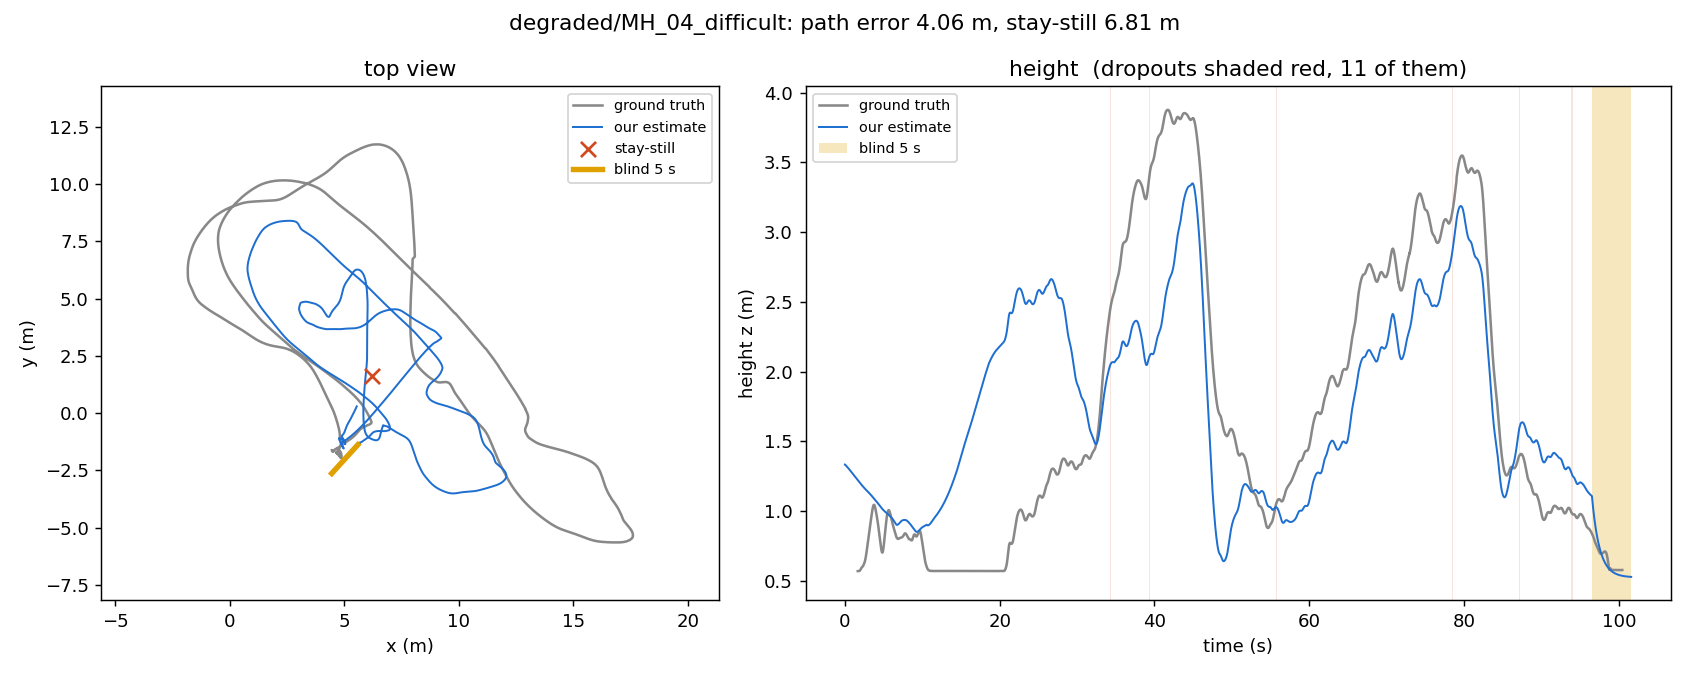 degraded/MH_04_difficult: path error 4.06 m, stay-still 6.81 m
top view
ground truth
our estimate
stay-still
blind 5 s
12.5
10.0
7.5
5.0
2.5
0.0
−2.5
−5.0
−7.5
y (m)
−5
0
5
10
15
20
x (m)
height  (dropouts shaded red, 11 of them)
ground truth
our estimate
blind 5 s
4.0
3.5
3.0
2.5
2.0
1.5
1.0
0.5
height z (m)
0
20
40
60
80
100
time (s)